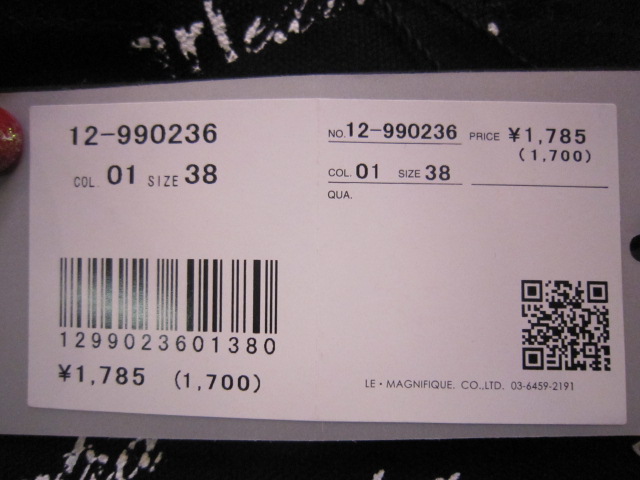 12-990236
COL. 01 SIZE 38
1299023601380
¥1,785 (1,700)
NO. 12-990236 PRICE ¥1,785
(1,700)
COL. 01 SIZE 38
QUA.
LE・MAGNIFIQUE. CO.,LTD. 03-6459-2191